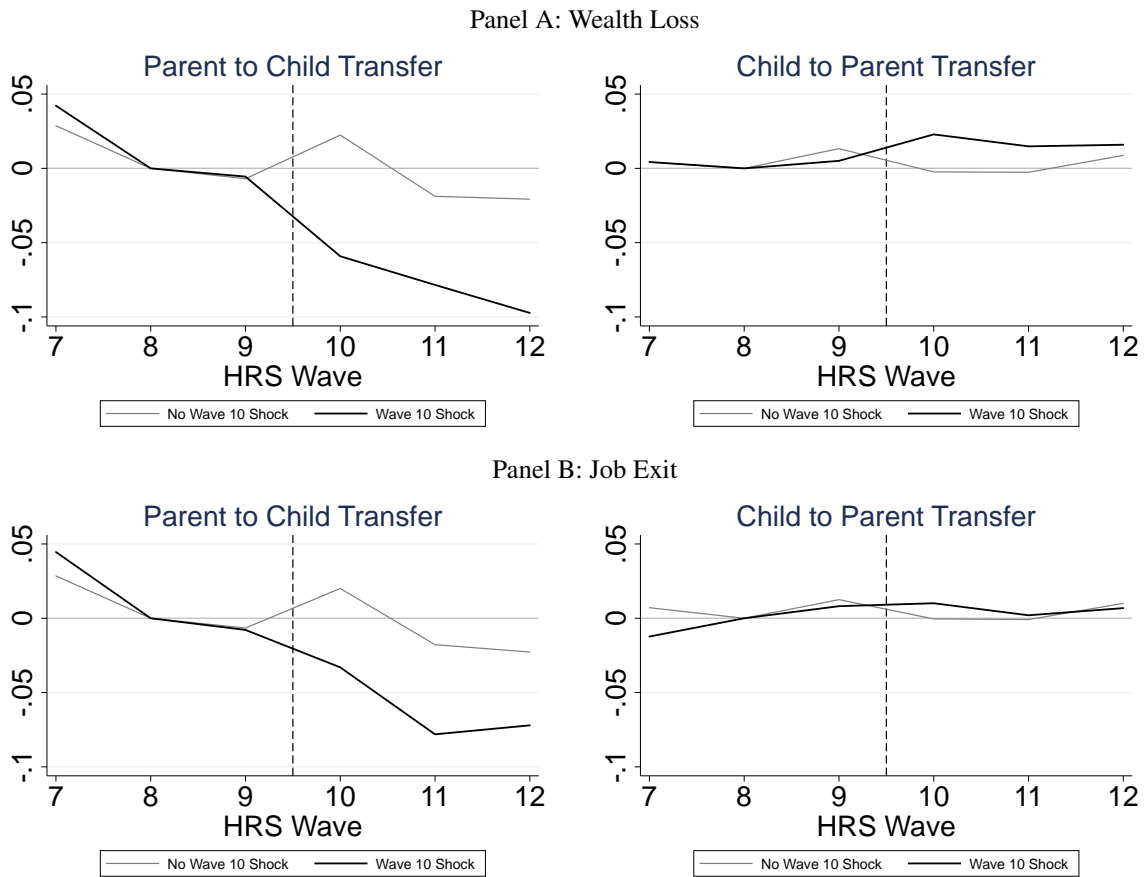 Panel A: Wealth Loss
Parent to Child Transfer
.05
0
-.05
-.1
7 8 9 10 11 12
HRS Wave
No Wave 10 Shock Wave 10 Shock
Child to Parent Transfer
.05
0
-.05
-.1
7 8 9 10 11 12
HRS Wave
No Wave 10 Shock Wave 10 Shock
Panel B: Job Exit
Parent to Child Transfer
.05
0
-.05
-.1
7 8 9 10 11 12
HRS Wave
No Wave 10 Shock Wave 10 Shock
Child to Parent Transfer
.05
0
-.05
-.1
7 8 9 10 11 12
HRS Wave
No Wave 10 Shock Wave 10 Shock